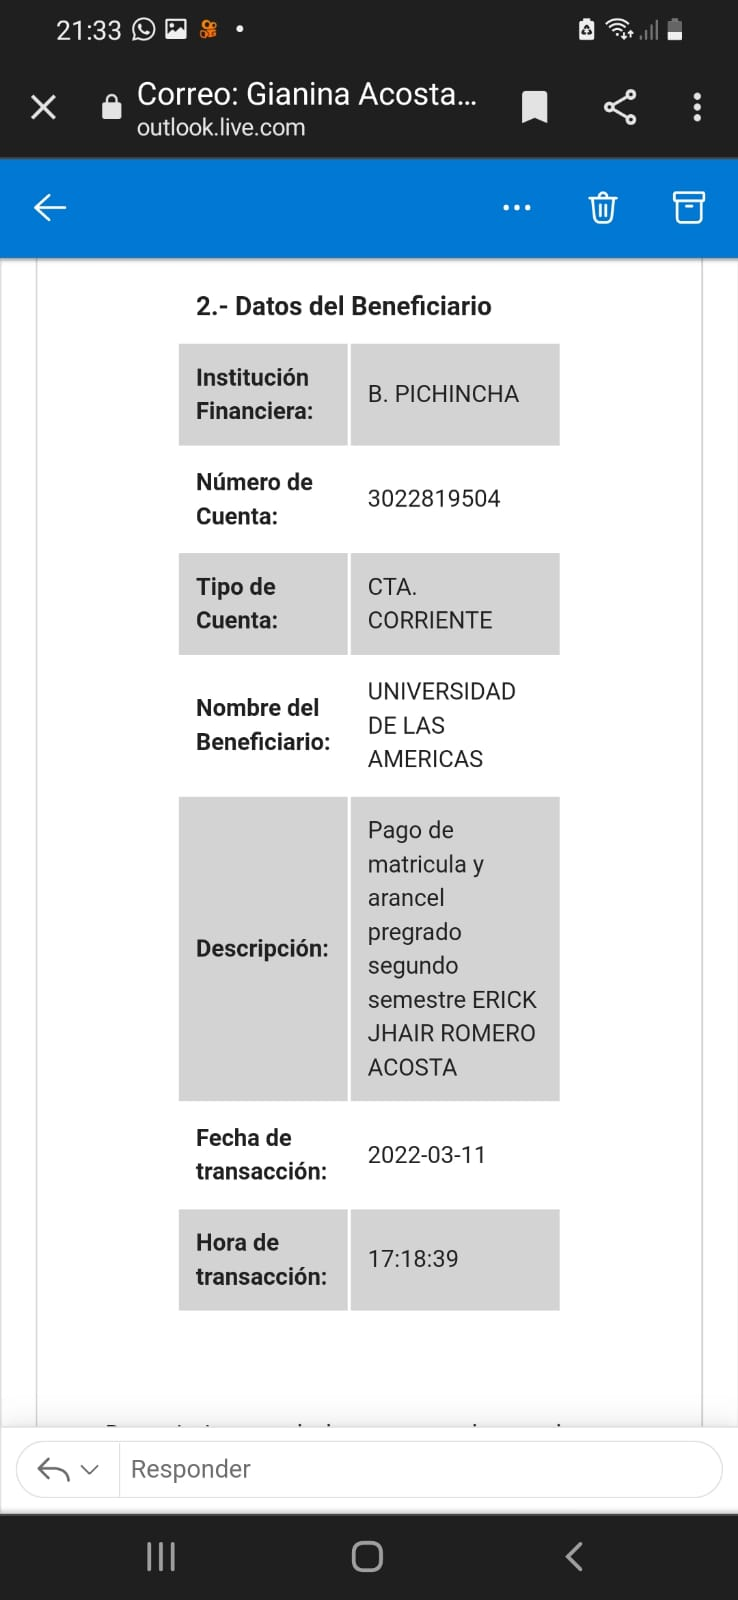 21:33
Correo: Gianina Acosta...
outlook.live.com
2.- Datos del Beneficiario
Institución
Financiera:
B. PICHINCHA
Número de
Cuenta:
3022819504
Tipo de
Cuenta:
CTA.
CORRIENTE
Nombre del
Beneficiario:
UNIVERSIDAD
DE LAS
AMERICAS
Descripción:
Pago de
matricula y
arancel
pregrado
segundo
semestre ERICK
JHAIR ROMERO
ACOSTA
Fecha de
transacción:
2022-03-11
Hora de
transacción:
17:18:39
Responder